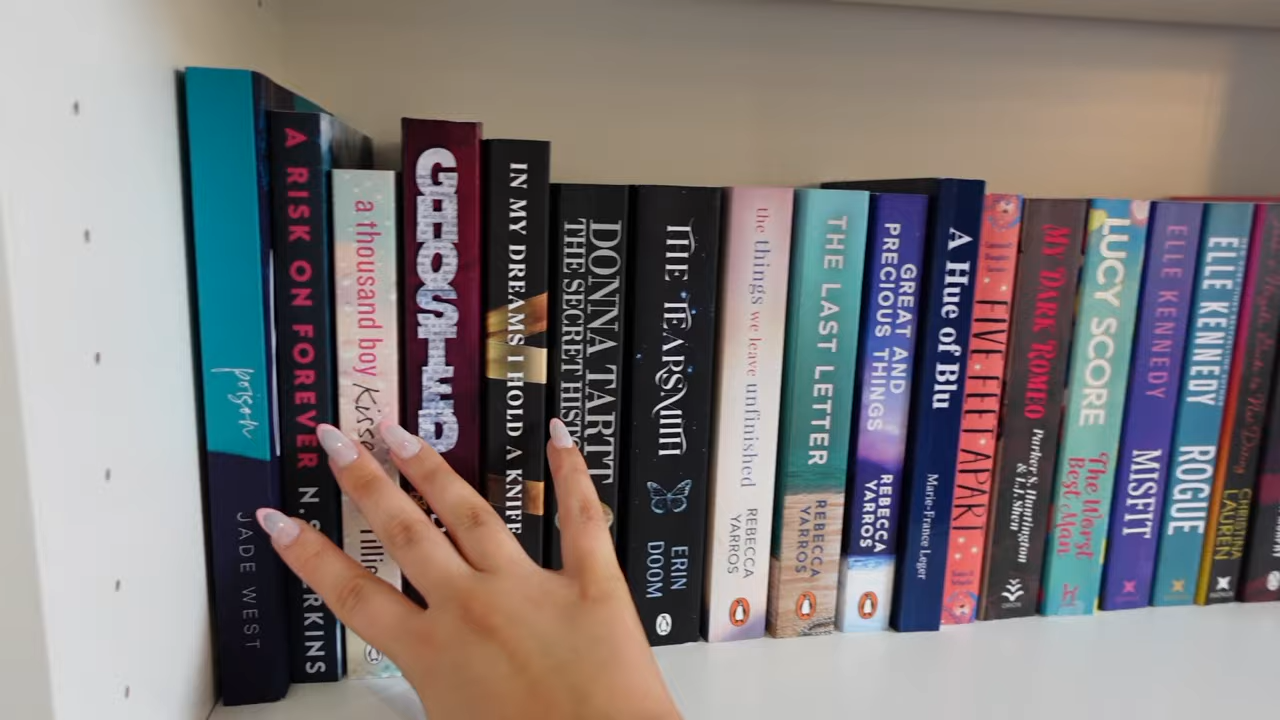 poison
JADE WEST
A RISK ON FOREVER
a thousand boy kisse
IN MY DREAMS I HOLD A KNIFE
DONNA TARTT
THE SECRET HISTO
THE TEARSMITH
ERIN
DOOM
the things we leave unfinished
REBECCA
YARROS
THE LAST LETTER
REBECCA
YARROS
GREAT AND
PRECIOUS THINGS
REBECCA
YARROS
A Hue of Blu
Marie-France Leger
FIVE FEET APART
MY DARK ROMEO
Parker S. Huntington
& L.J. Shen
LUCY SCORE
The Worst
Best Man
ELLE KENNEDY
MISFIT
ELLE KENNEDY
ROGUE
CHRISTINA
LAUREN